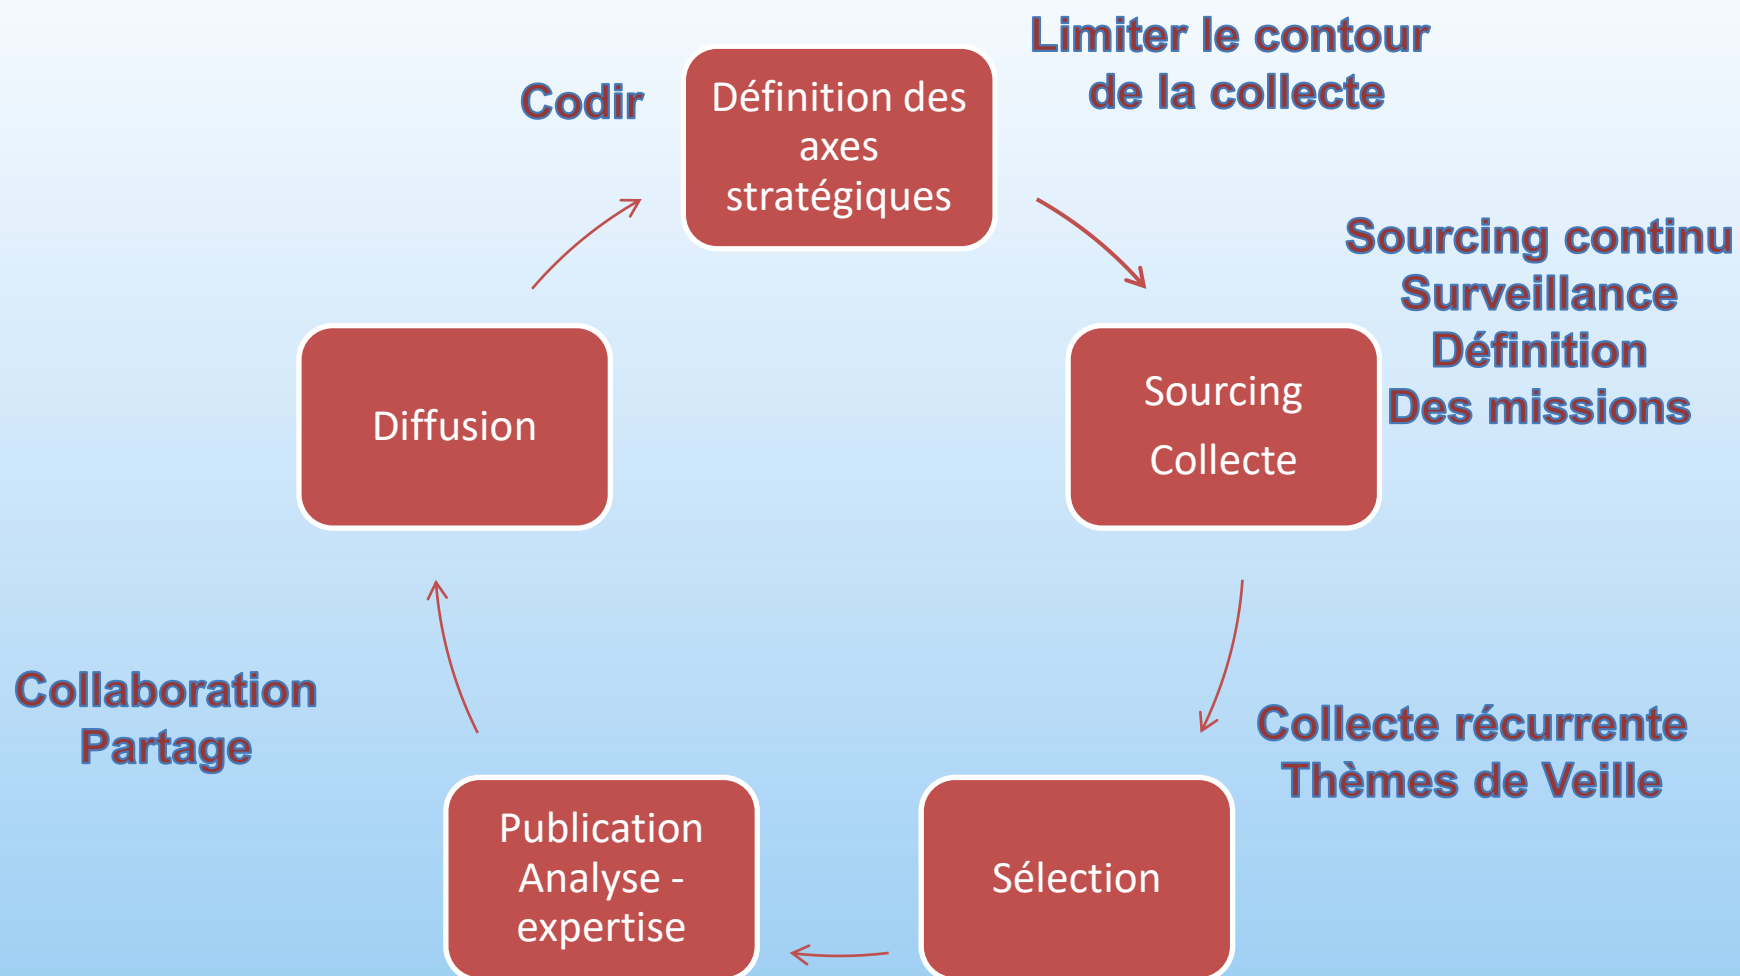 Limiter le contour
de la collecte
Codir
Définition des
axes
stratégiques
Sourcing continu
Surveillance
Définition
Des missions
Sourcing
Collecte
Diffusion
Collecte récurrente
Thèmes de Veille
Collaboration
Partage
Publication
Analyse -
expertise
Sélection